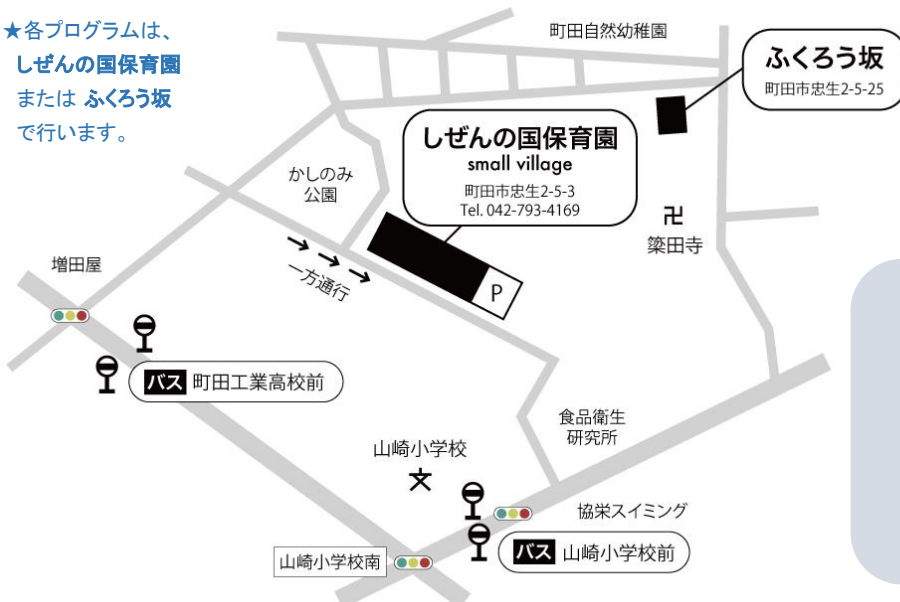 ★各プログラムは、
しぜんの国保育園
または ふくろう坂
で行います。
町田自然幼稚園
ふくろう坂
町田市忠生2-5-25
しぜんの国保育園
small village
町田市忠生2-5-3
Tel. 042-793-4169
かしのみ
公園
卍
簗田寺
増田屋
一方通行
P
バス 町田工業高校前
食品衛生
研究所
山崎小学校
文
協栄スイミング
バス 山崎小学校前
山崎小学校南